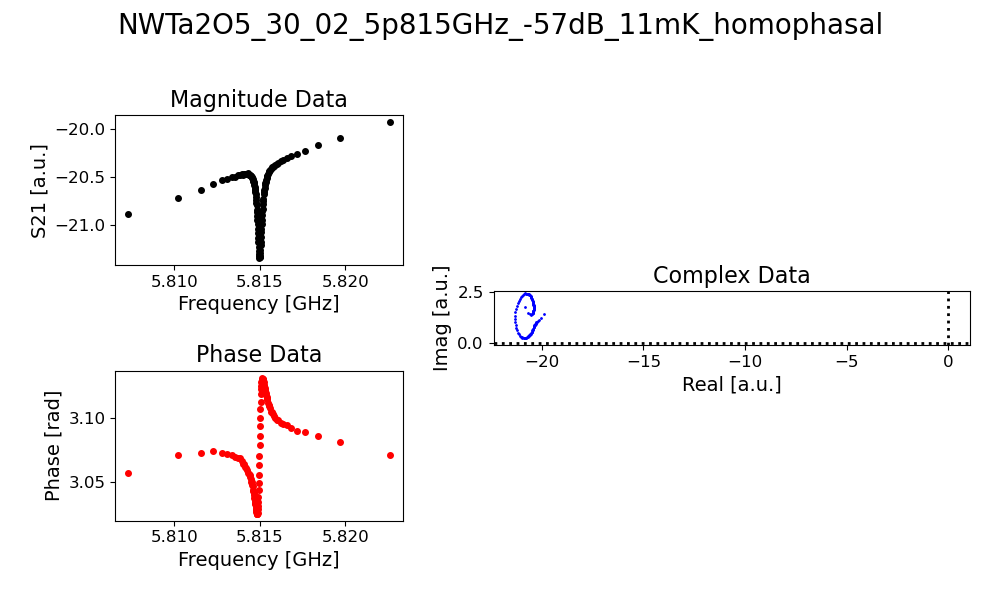 NWTa2O5_30_02_5p815GHz_-57dB_11mK_homophasal
Magnitude Data
S21 [a.u.]
−20.0
−20.5
−21.0
5.810
5.815
5.820
Frequency [GHz]
Phase Data
Phase [rad]
3.10
3.05
5.810
5.815
5.820
Frequency [GHz]
Complex Data
Imag [a.u.]
2.5
0.0
−20
−15
−10
−5
0
Real [a.u.]